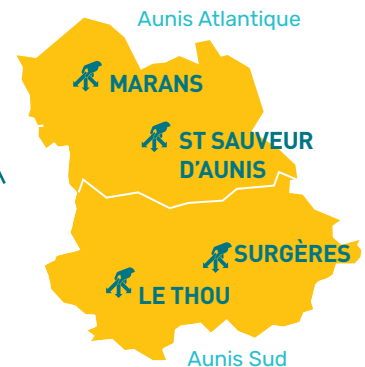 Aunis Atlantique
MARANS
ST SAUVEUR
D'AUNIS
SURGÈRES
LE THOU
Aunis Sud